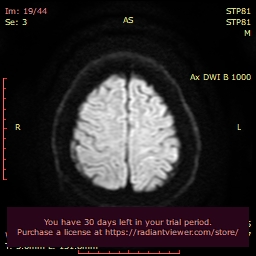 Im: 19/44
Se: 3
AS
STP81
STP81
M
Ax DWI B 1000
R
L
You have 30 days left in your trial period.
Purchase a license at https://radiantviewer.com/store/